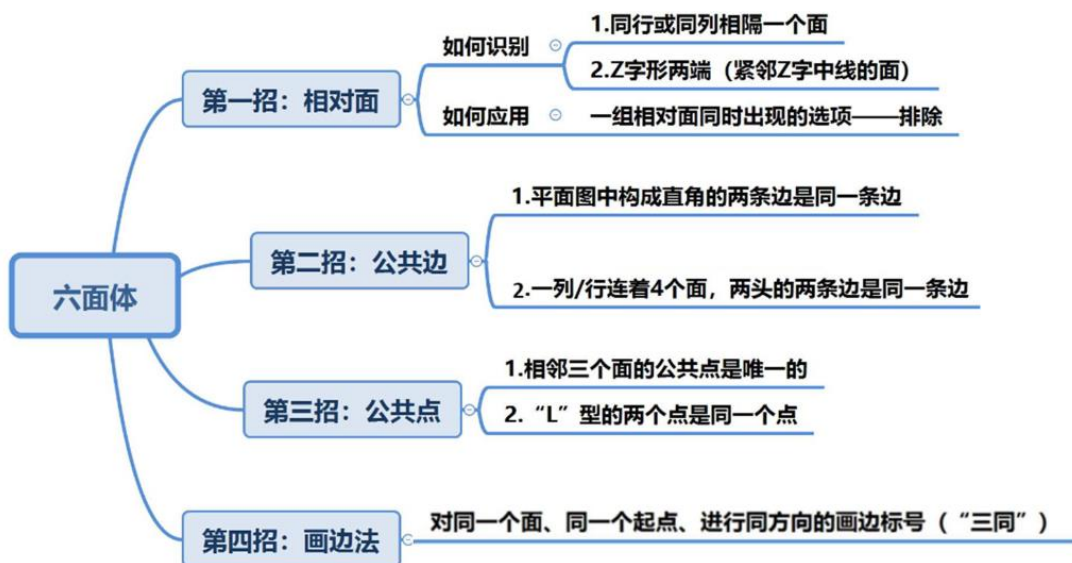 六面体
第一招：相对面
如何识别
1.同行或同列相隔一个面
2.Z字形两端（紧邻Z字中线的面）
如何应用
一组相对面同时出现的选项——排除
第二招：公共边
1.平面图中构成直角的两条边是同一条边
2.一列/行连着4个面，两头的两条边是同一条边
第三招：公共点
1.相邻三个面的公共点是唯一的
2.“L”型的两个点是同一个点
第四招：画边法
对同一个面、同一个起点、进行同方向的画边标号（“三同”）